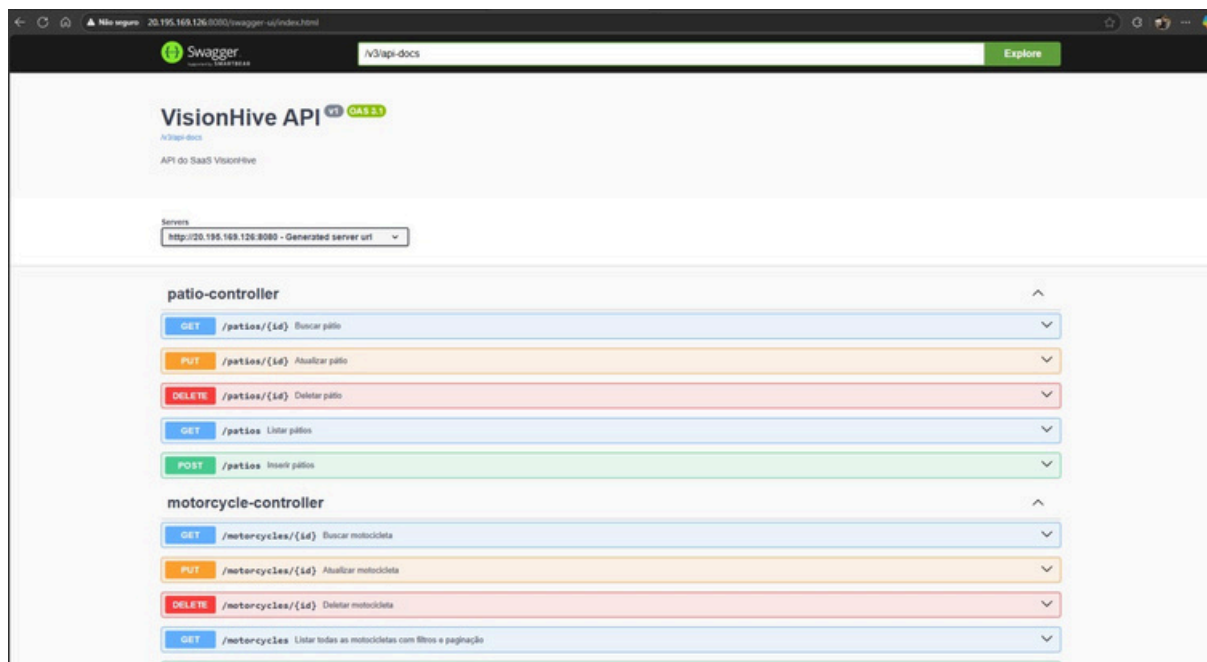 Não seguro 20.195.169.126:8080/swagger-ui/index.html
Swagger
Supported by SMARTBEAR
/v3/api-docs
Explore
VisionHive API v1 OAS 3.1
/v3/api-docs
API do SaaS VisionHive
Servers
http://20.195.169.126:8080 - Generated server url
patio-controller
GET /patios/{id} Buscar pátio
PUT /patios/{id} Atualizar pátio
DELETE /patios/{id} Deletar pátio
GET /patios Listar pátios
POST /patios Inserir pátios
motorcycle-controller
GET /motorcycles/{id} Buscar motocicleta
PUT /motorcycles/{id} Atualizar motocicleta
DELETE /motorcycles/{id} Deletar motocicleta
GET /motorcycles Listar todas as motocicletas com filtros e paginação